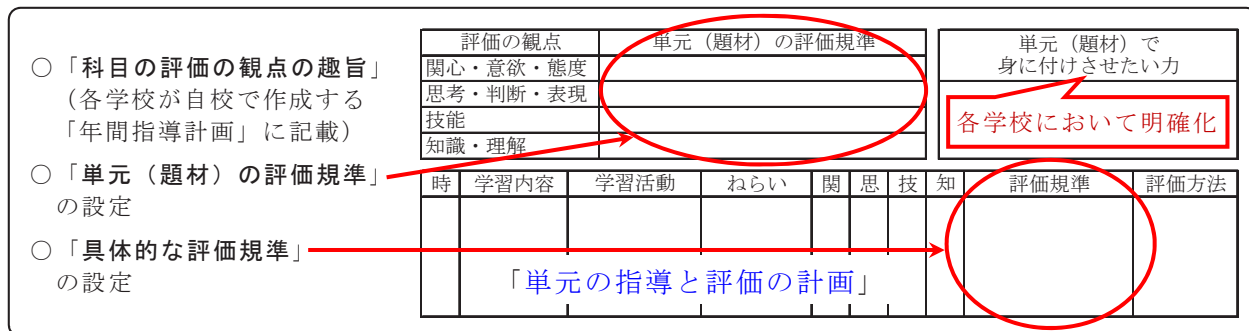 ○「科目の評価の観点の趣旨」
（各学校が自校で作成する
「年間指導計画」に記載）
○「単元（題材）の評価規準」
の設定
○「具体的な評価規準」
の設定
評価の観点 単元（題材）の評価規準
関心・意欲・態度
思考・判断・表現
技能
知識・理解
単元（題材）で
身に付けさせたい力
各学校において明確化
時 学習内容 学習活動 ねらい 関 思 技 知 評価規準 評価方法
「単元の指導と評価の計画」